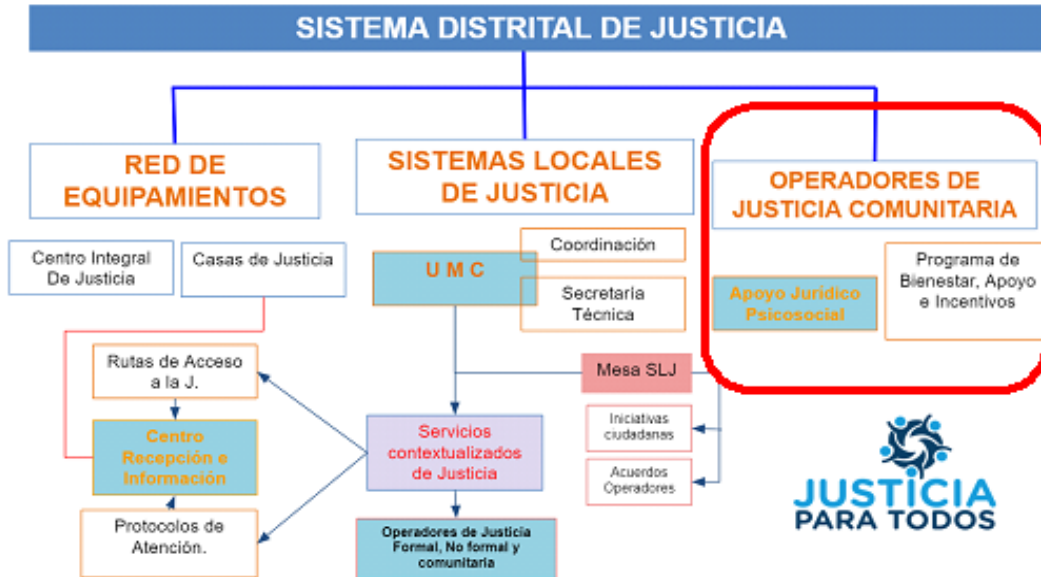 SISTEMA DISTRITAL DE JUSTICIA
RED DE
EQUIPAMIENTOS
SISTEMAS LOCALES
DE JUSTICIA
OPERADORES DE
JUSTICIA COMUNITARIA
Centro Integral
De Justicia
Casas de Justicia
U M C
Coordinación
Secretaría
Técnica
Apoyo Jurídico
Psicosocial
Programa de
Bienestar, Apoyo
e Incentivos
Rutas de Acceso
a la J.
Mesa SLJ
Centro
Recepción e
Información
Servicios
contextualizados
de Justicia
Iniciativas
ciudadanas
Acuerdos
Operadores
Protocolos de
Atención.
Operadores de Justicia
Formal, No formal y
comunitaria
JUSTICIA
PARA TODOS